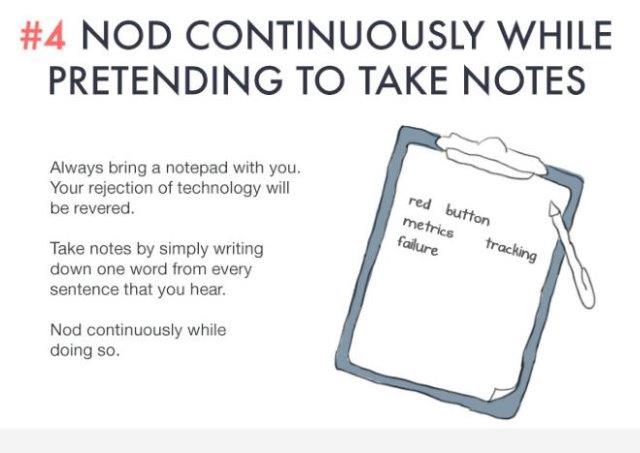 #4 NOD CONTINUOUSLY WHILE
PRETENDING TO TAKE NOTES
Always bring a notepad with you.
Your rejection of technology will
be revered.
Take notes by simply writing
down one word from every
sentence that you hear.
Nod continuously while
doing so.
red button
metrics tracking
failure